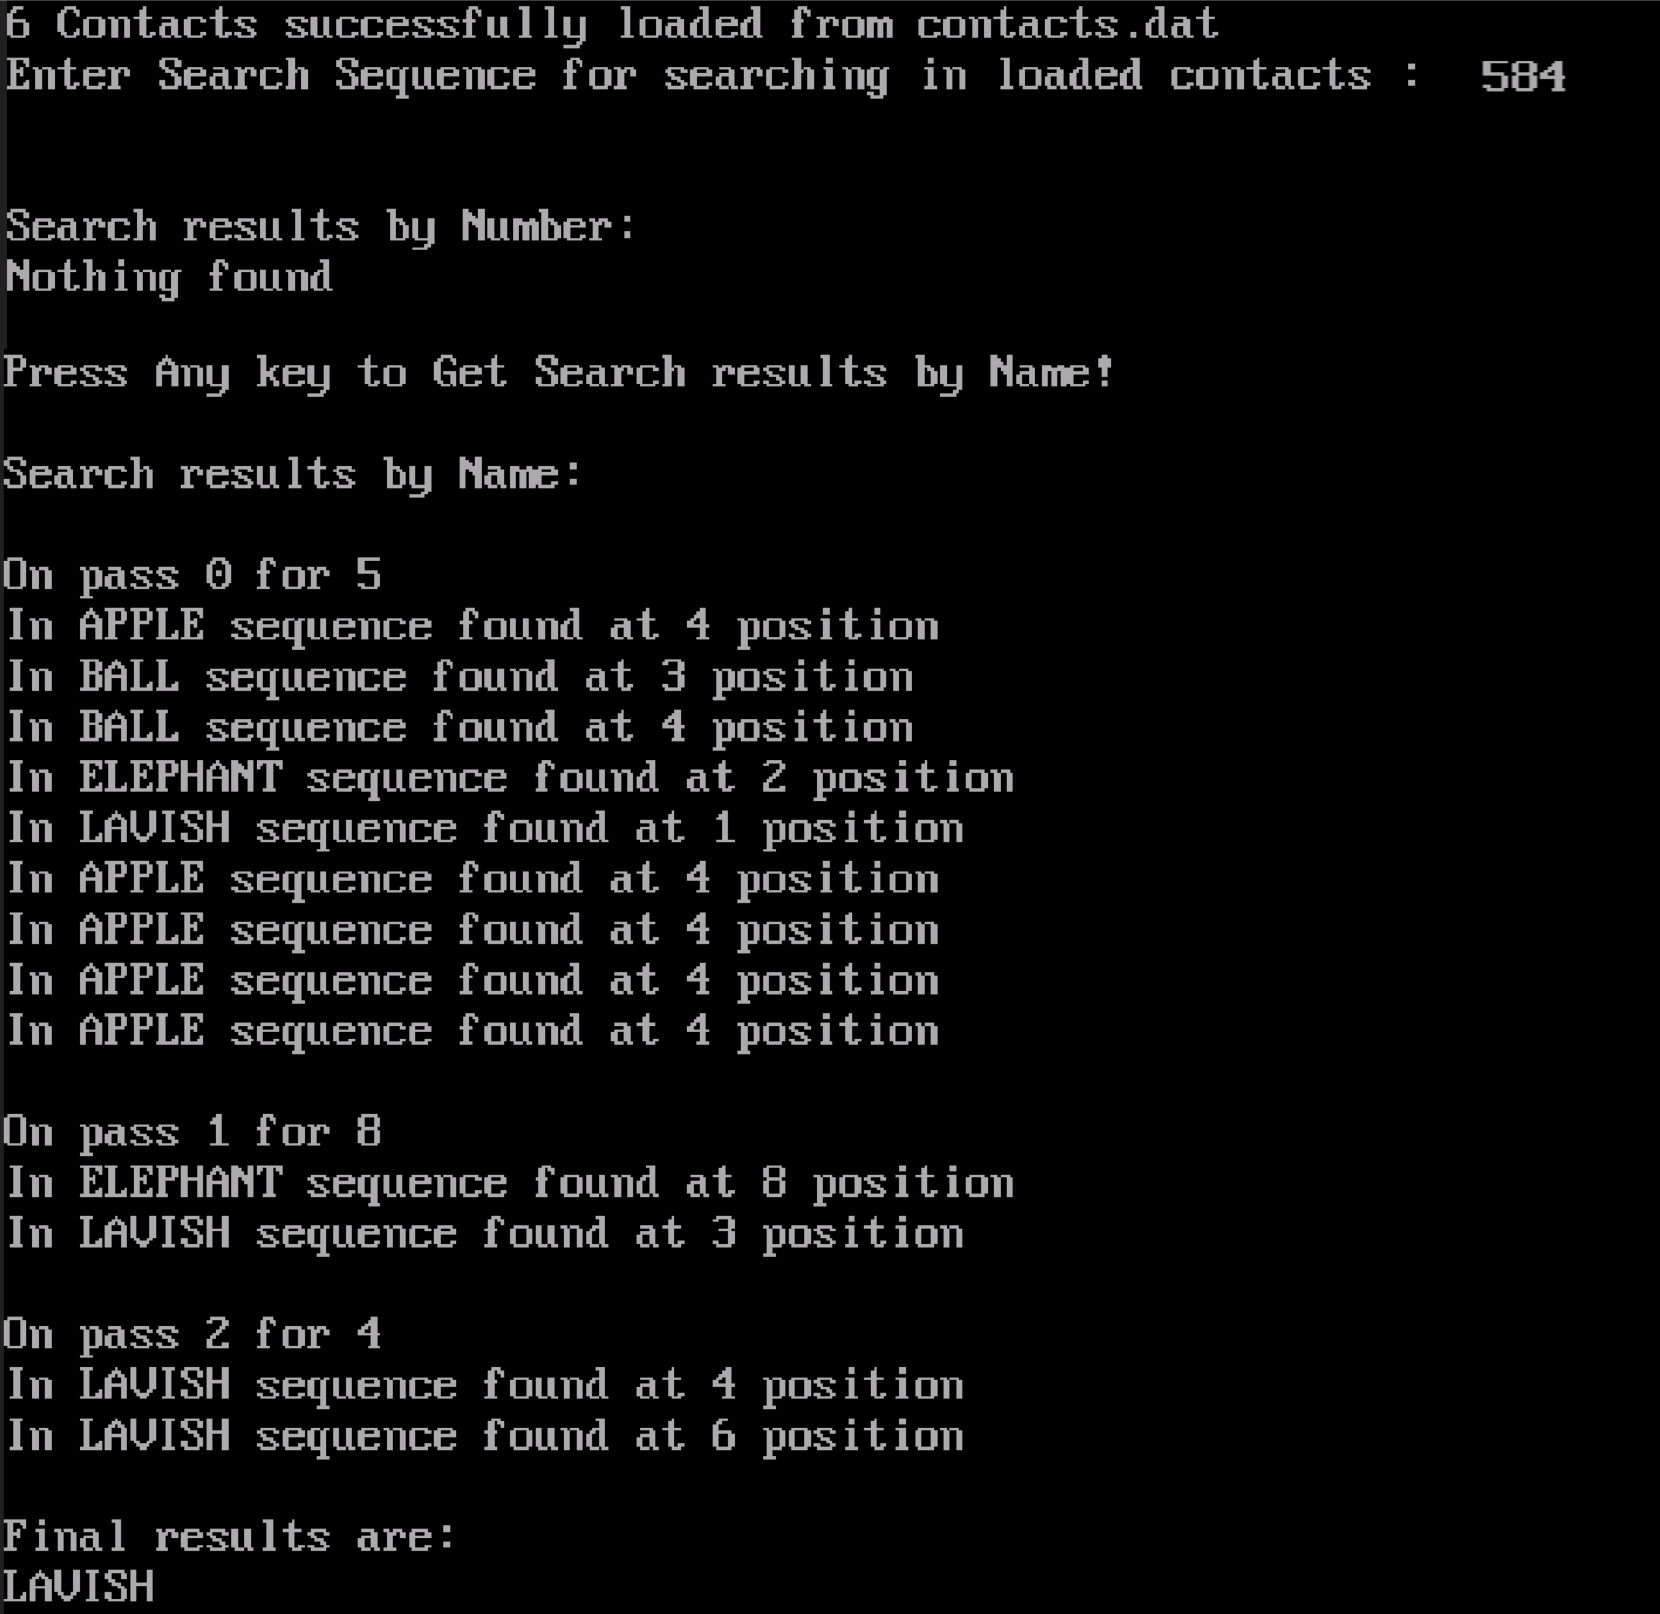 6 Contacts successfully loaded from contacts.dat
Enter Search Sequence for searching in loaded contacts :  584
Search results by Number:
Nothing found
Press Any key to Get Search results by Name!
Search results by Name:
On pass 0 for 5
In APPLE sequence found at 4 position
In BALL sequence found at 3 position
In BALL sequence found at 4 position
In ELEPHANT sequence found at 2 position
In LAVISH sequence found at 1 position
In APPLE sequence found at 4 position
In APPLE sequence found at 4 position
In APPLE sequence found at 4 position
In APPLE sequence found at 4 position
On pass 1 for 8
In ELEPHANT sequence found at 8 position
In LAVISH sequence found at 3 position
On pass 2 for 4
In LAVISH sequence found at 4 position
In LAVISH sequence found at 6 position
Final results are:
LAVISH